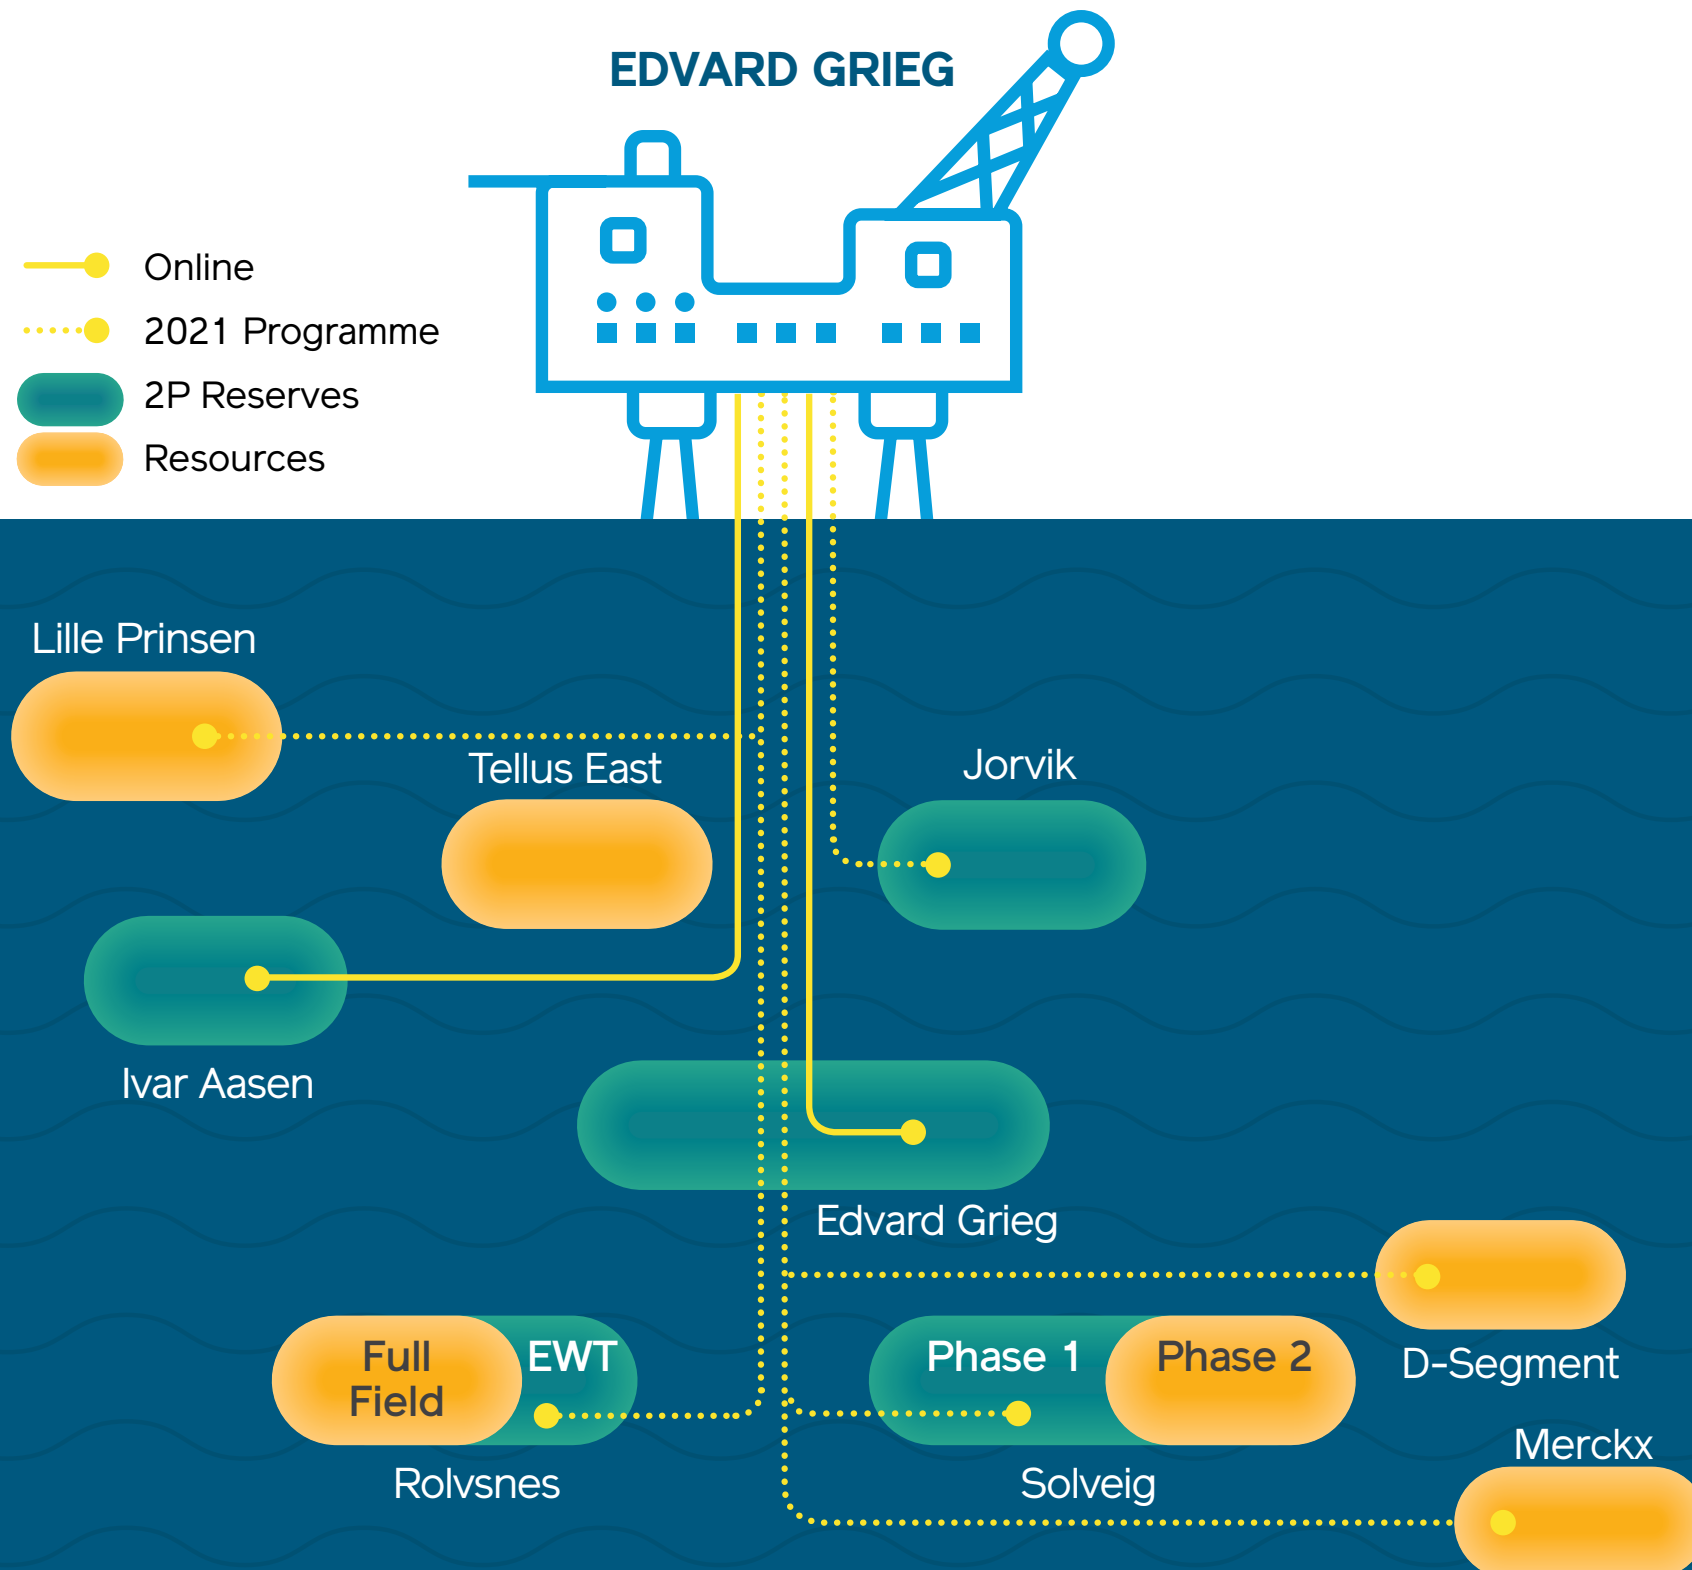 EDVARD GRIEG
Online
2021 Programme
2P Reserves
Resources
Lille Prinsen
Tellus East
Jorvik
Ivar Aasen
Edvard Grieg
Full
Field
EWT
Phase 1
Phase 2
D-Segment
Merckx
Rolvsnes
Solveig